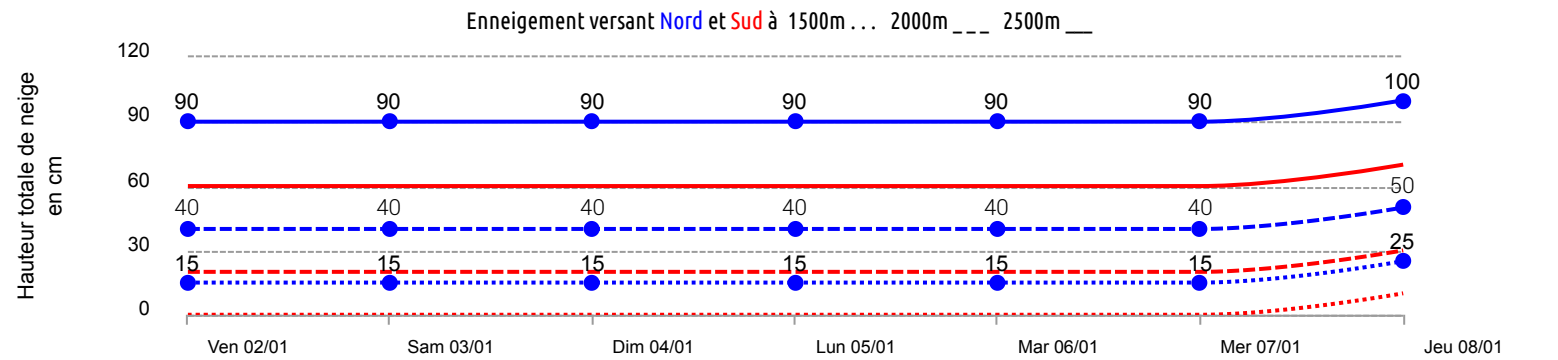 Enneigement versant Nord et Sud à 1500m . . . 2000m _ _ _ 2500m __
Hauteur totale de neige
en cm
120
90
60
30
0
90 90 90 90 90 90 100
40 40 40 40 40 40 50
15 15 15 15 15 15 25
Ven 02/01 Sam 03/01 Dim 04/01 Lun 05/01 Mar 06/01 Mer 07/01 Jeu 08/01